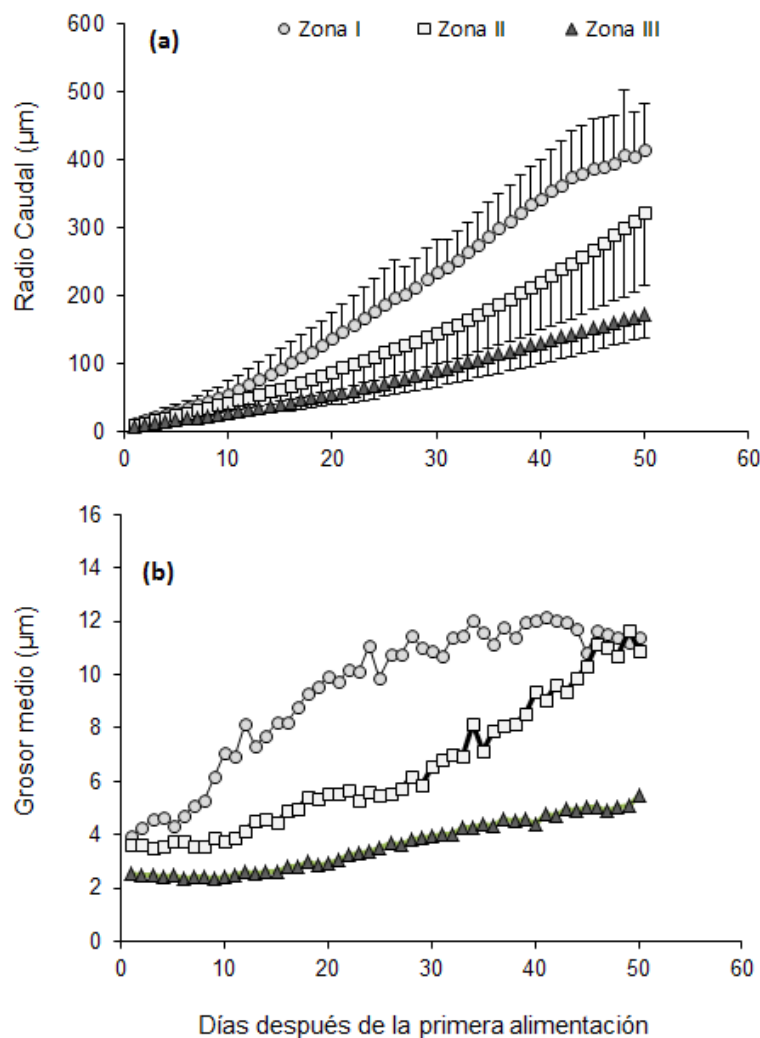 (a)
Zona I
Zona II
Zona III
Radio Caudal (µm)
600
500
400
300
200
100
0
0 10 20 30 40 50 60
(b)
Grosor medio (µm)
16
14
12
10
8
6
4
2
0
0 10 20 30 40 50 60
Días después de la primera alimentación